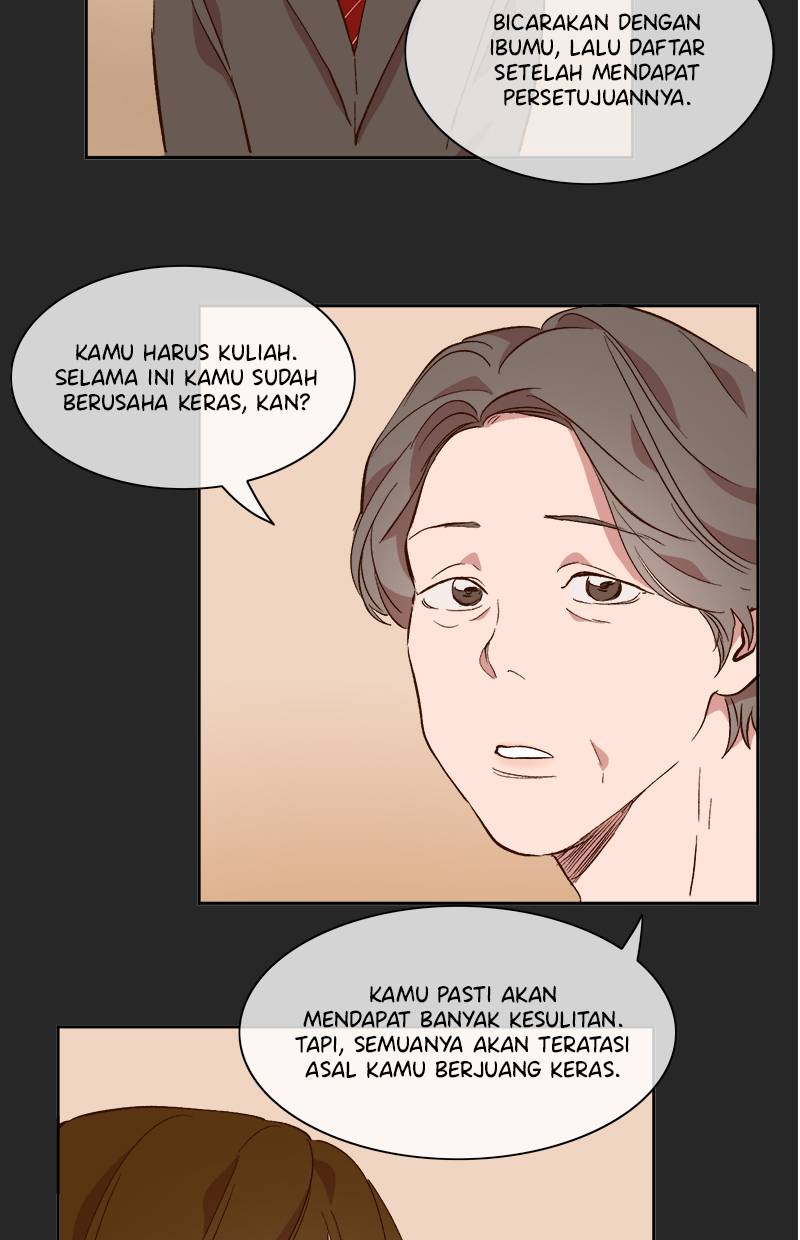 BICARAKAN DENGAN
IBUMU, LALU DAFTAR
SETELAH MENDAPAT
PERSETUJUANNYA.
KAMU HARUS KULIAH.
SELAMA INI KAMU SUDAH
BERUSAHA KERAS, KAN?
KAMU PASTI AKAN
MENDAPAT BANYAK KESULITAN.
TAPI, SEMUANYA AKAN TERATASI
ASAL KAMU BERJUANG KERAS.